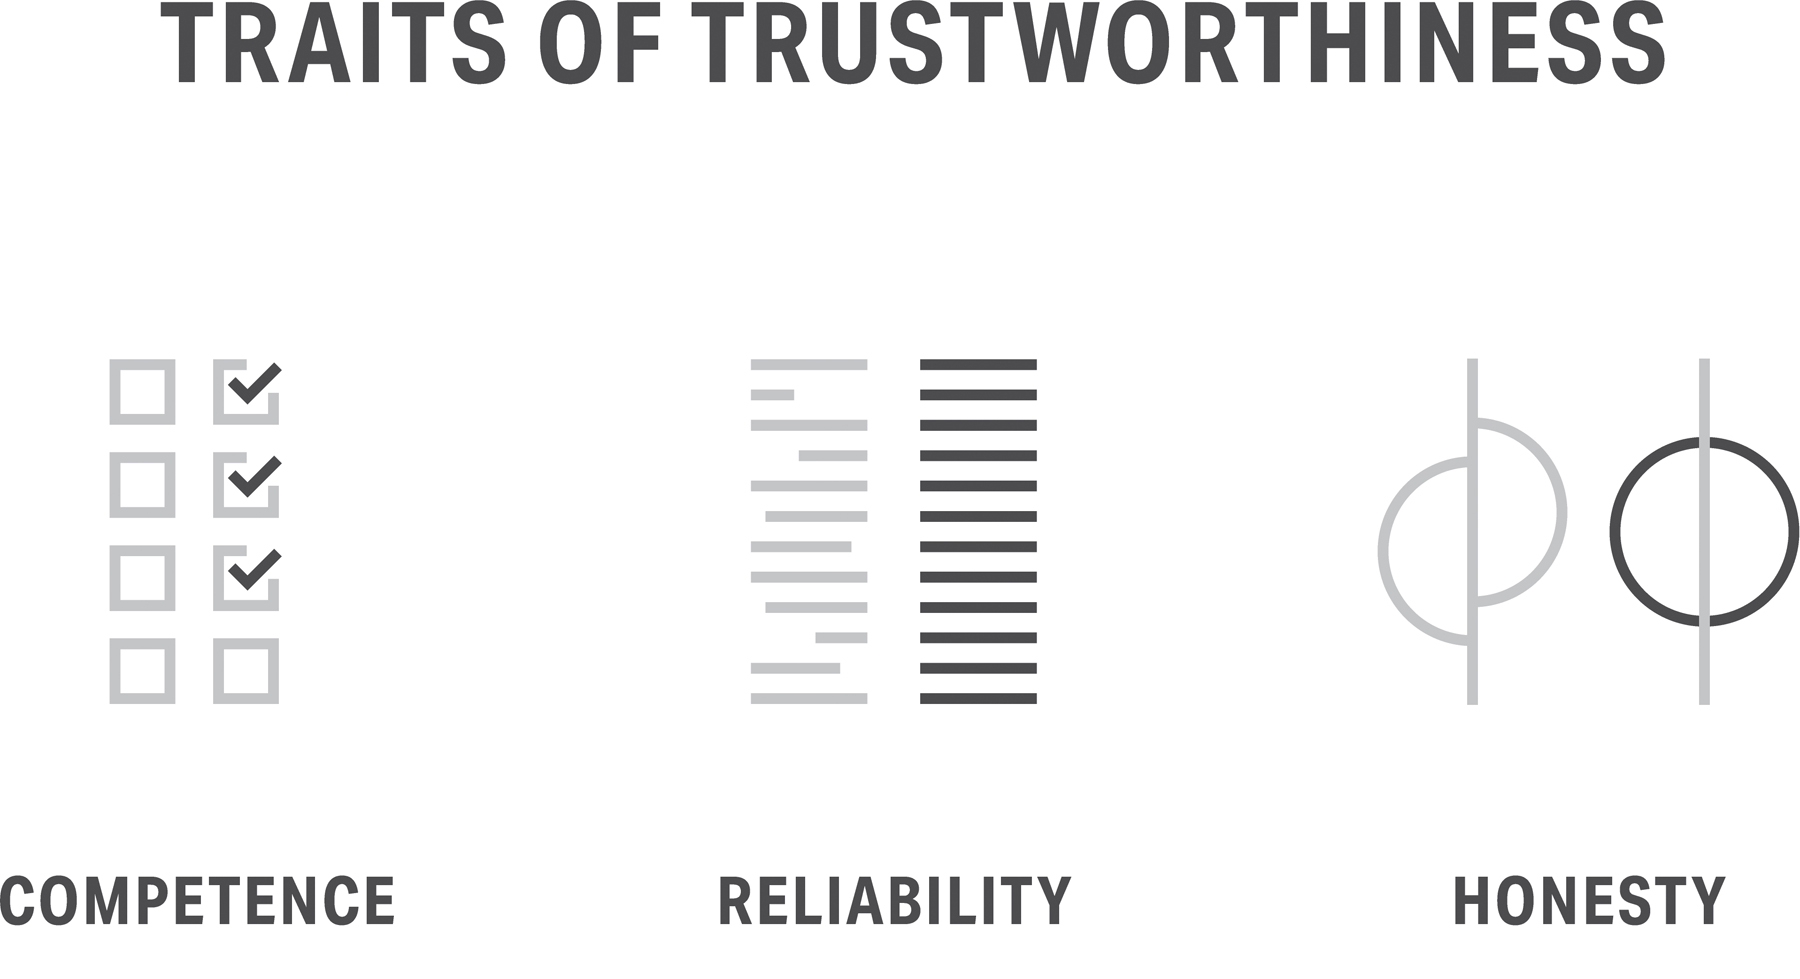 TRAITS OF TRUSTWORTHINESS
COMPETENCE
RELIABILITY
HONESTY